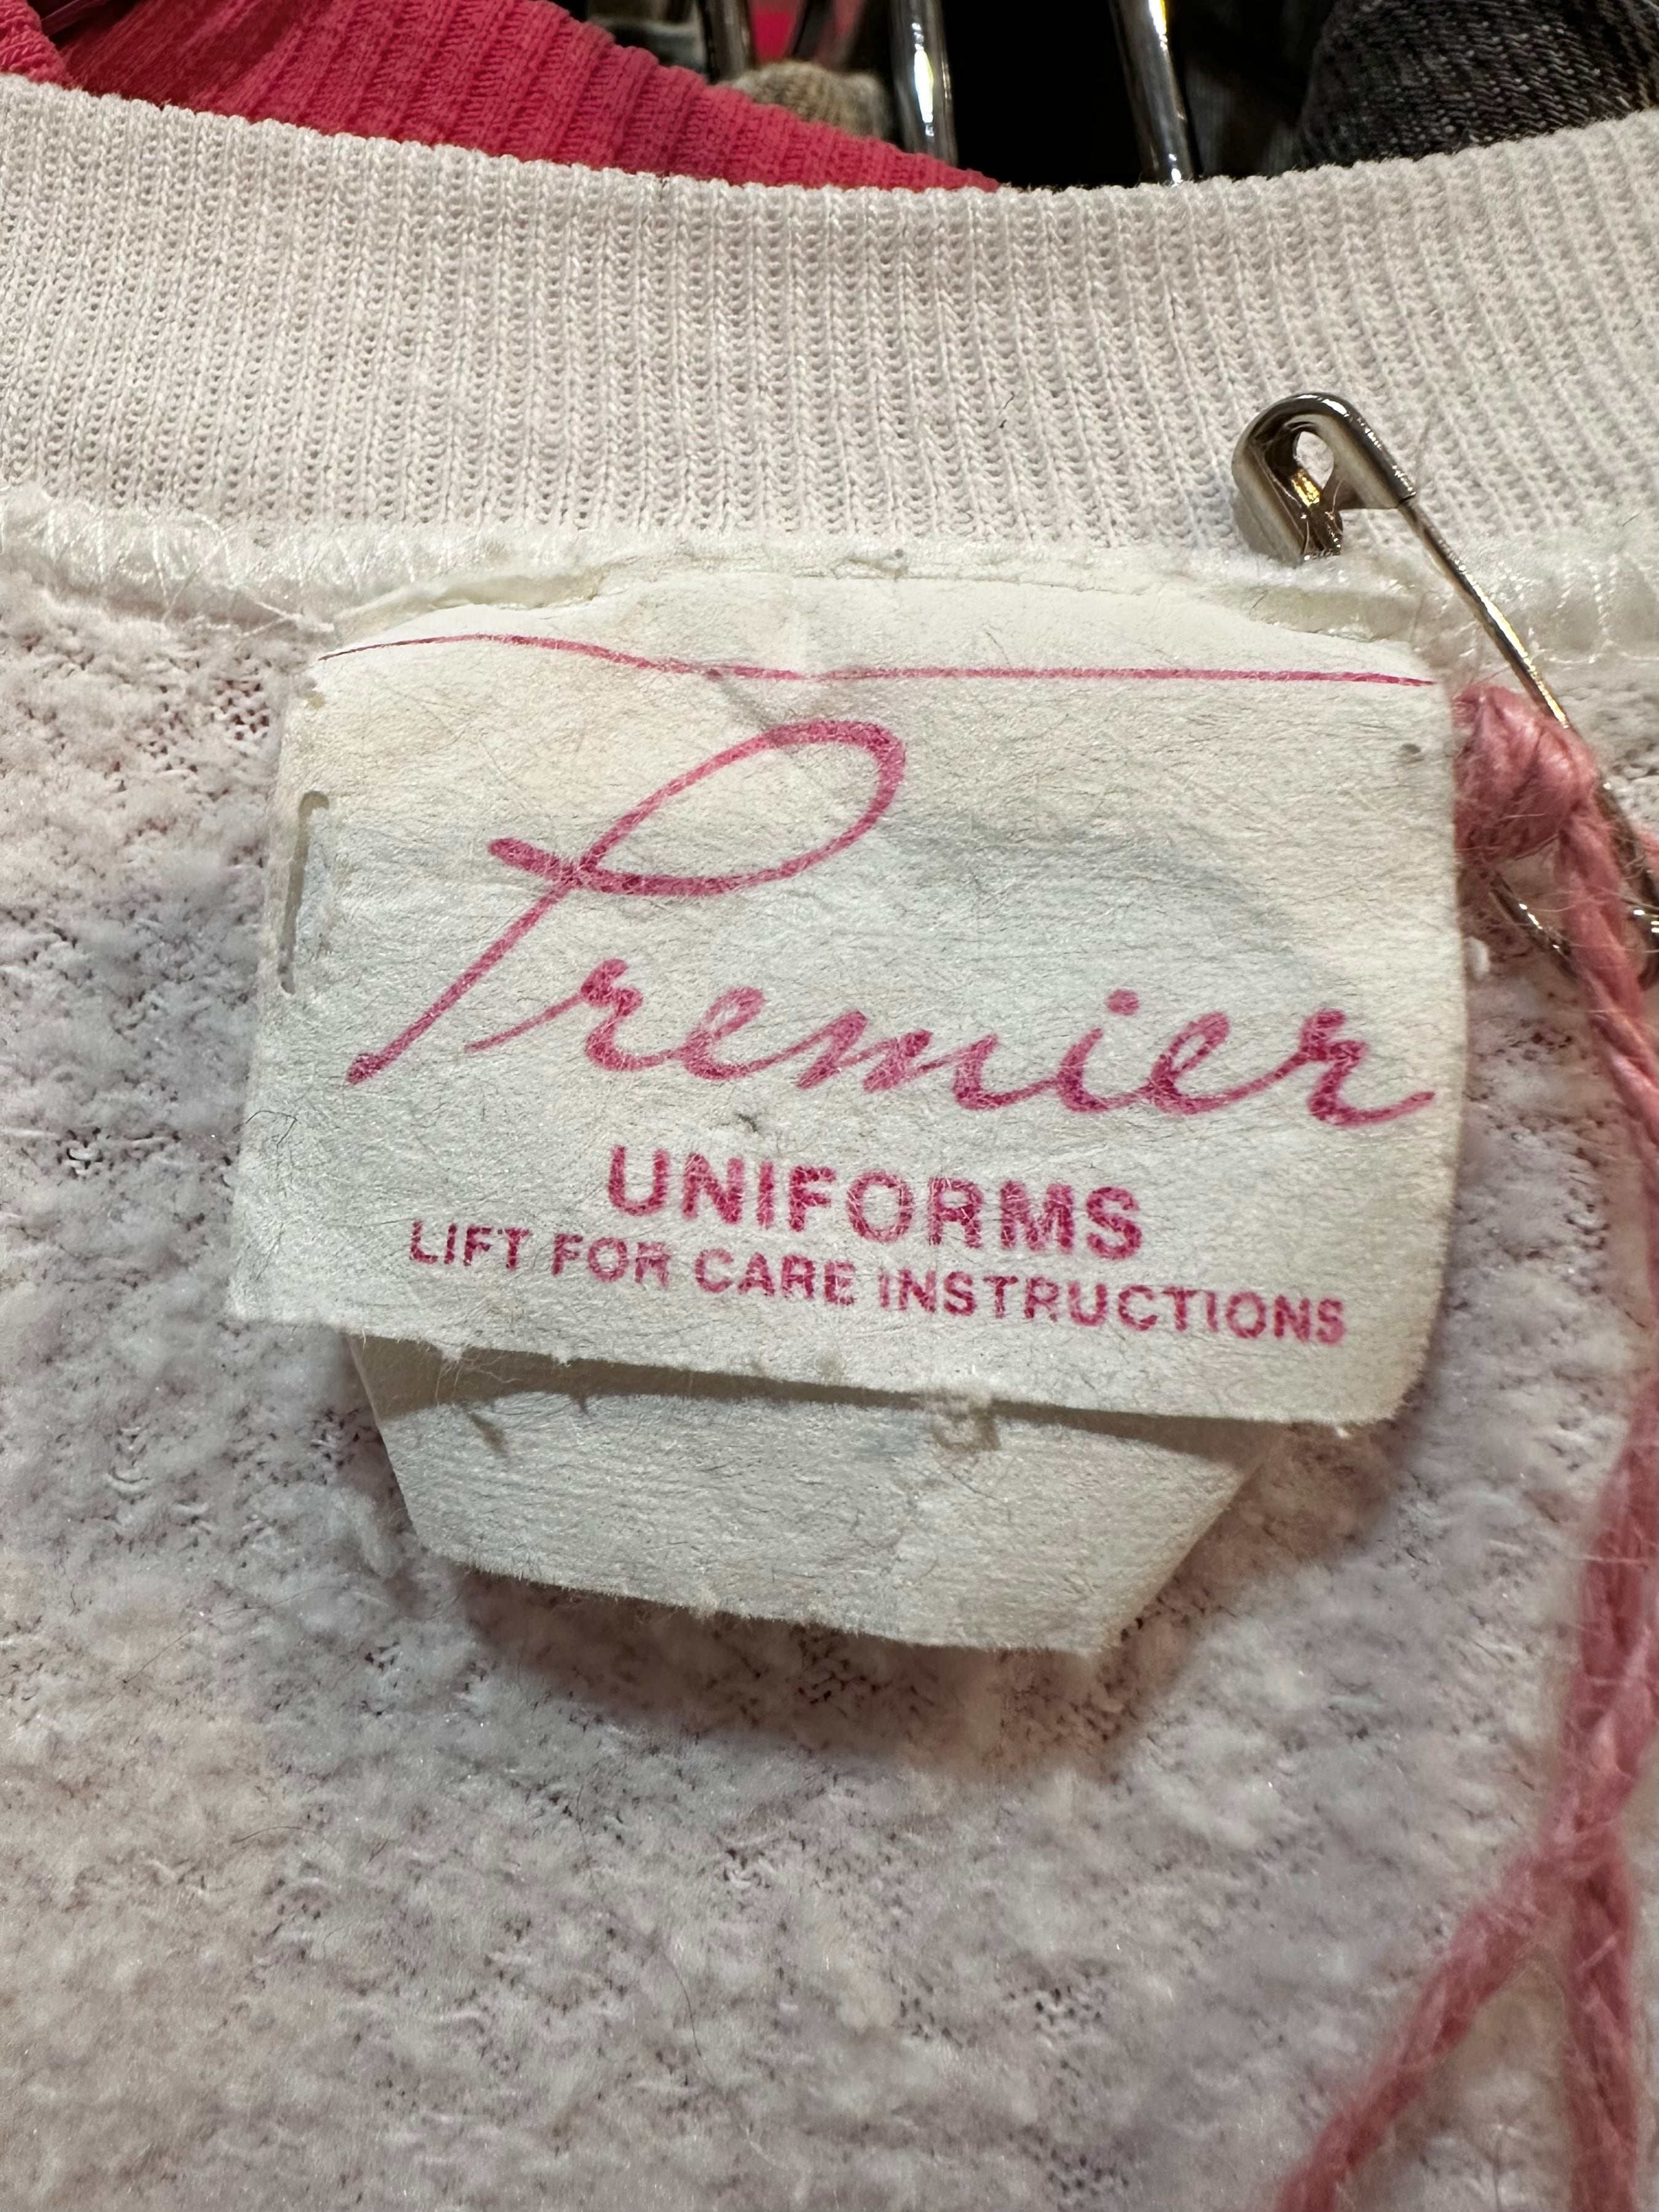 Premier
UNIFORMS
LIFT FOR CARE INSTRUCTIONS